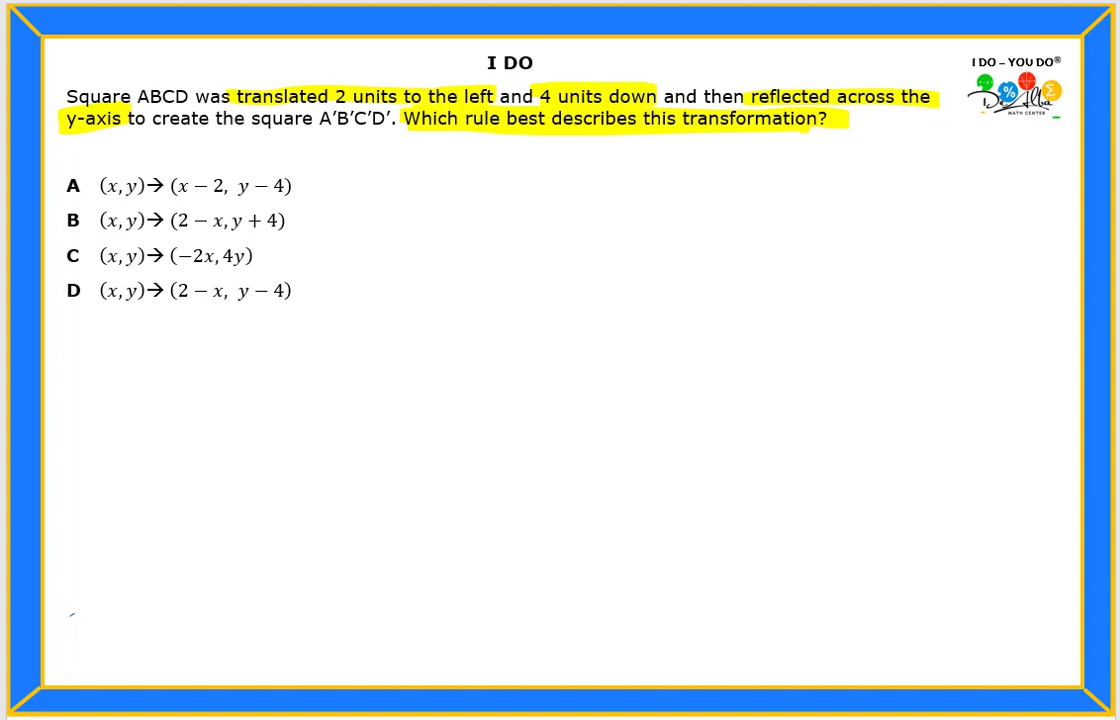 I DO
I DO – YOU DO®
Square ABCD was translated 2 units to the left and 4 units down and then reflected across the
y-axis to create the square A′B′C′D′. Which rule best describes this transformation?
De Alba
MATH CENTER
A (x, y)→ (x − 2, y − 4)
B (x, y)→ (2 − x, y + 4)
C (x, y)→ (−2x, 4y)
D (x, y)→ (2 − x, y − 4)